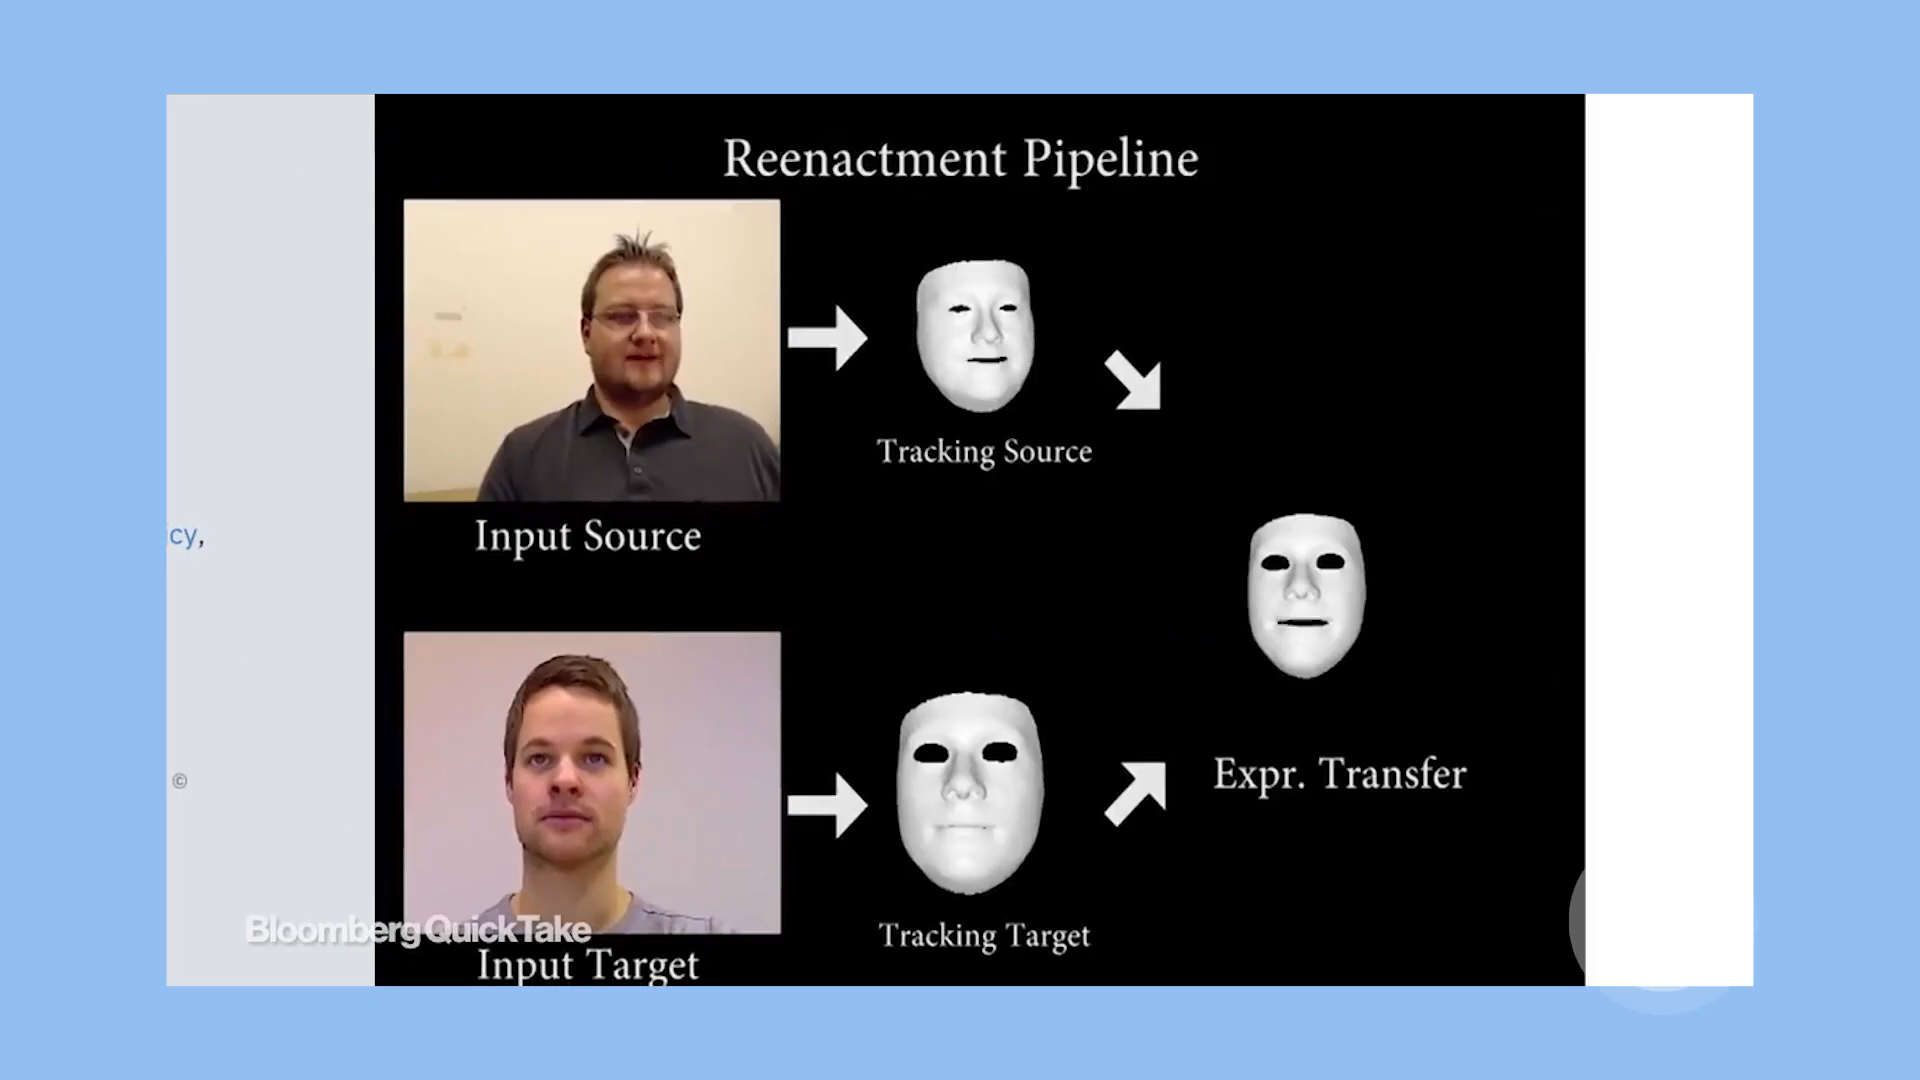 Reenactment Pipeline
Tracking Source
Input Source
cy,
©
Expr. Transfer
Bloomberg QuickTake
Tracking Target
Input Target